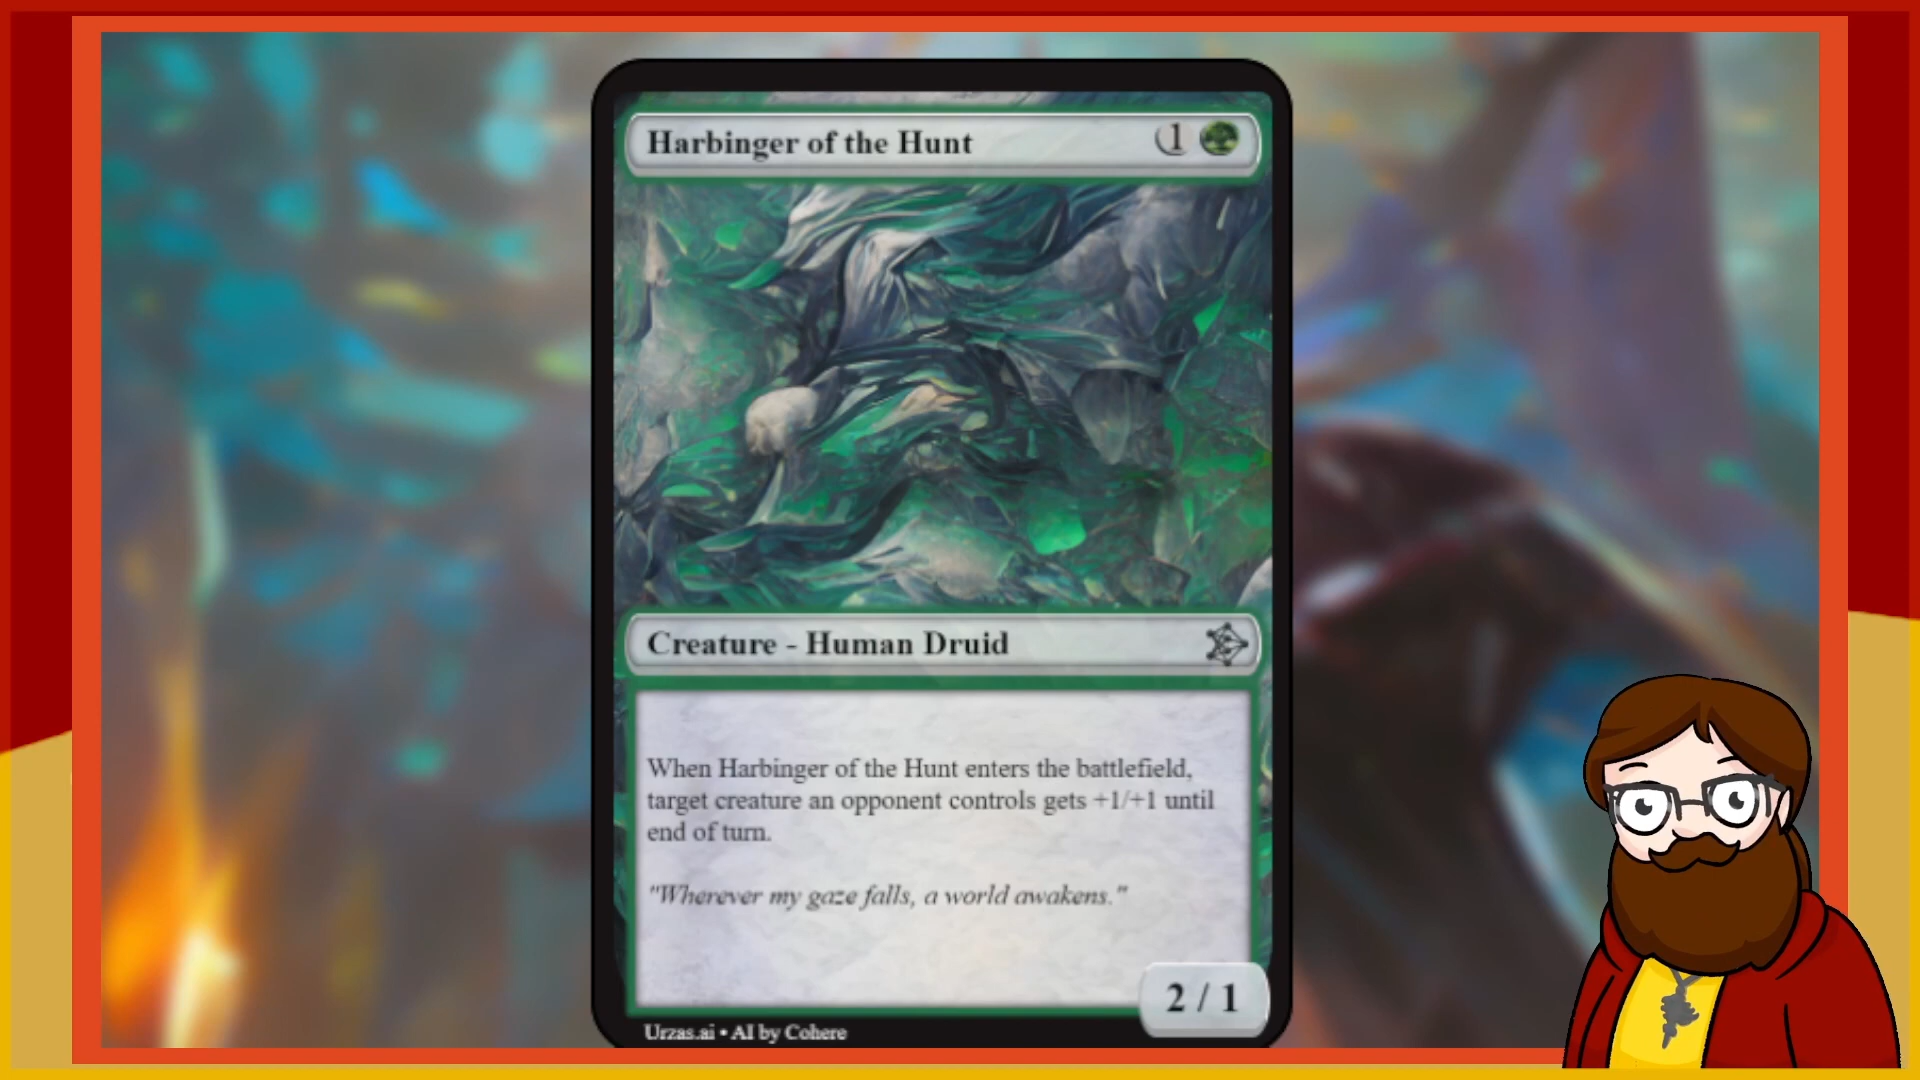 Harbinger of the Hunt 1
Creature - Human Druid
When Harbinger of the Hunt enters the battlefield,
target creature an opponent controls gets +1/+1 until
end of turn.
"Wherever my gaze falls, a world awakens."
2 / 1
Urzas.ai • AI by Cohere